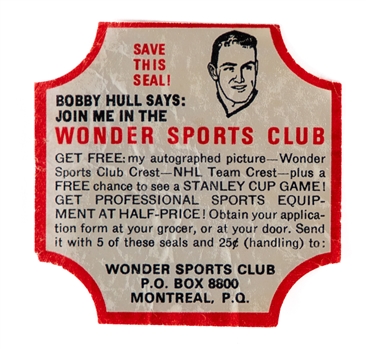 SAVE
THIS
SEAL!
BOBBY HULL SAYS:
JOIN ME IN THE
WONDER SPORTS CLUB
GET FREE: my autographed picture—Wonder
Sports Club Crest—NHL Team Crest—plus a
FREE chance to see a STANLEY CUP GAME!
GET PROFESSIONAL SPORTS EQUIP-
MENT AT HALF-PRICE! Obtain your applica-
tion form at your grocer, or at your door. Send
it with 5 of these seals and 25¢ (handling) to:
WONDER SPORTS CLUB
P.O. BOX 8800
MONTREAL, P.Q.